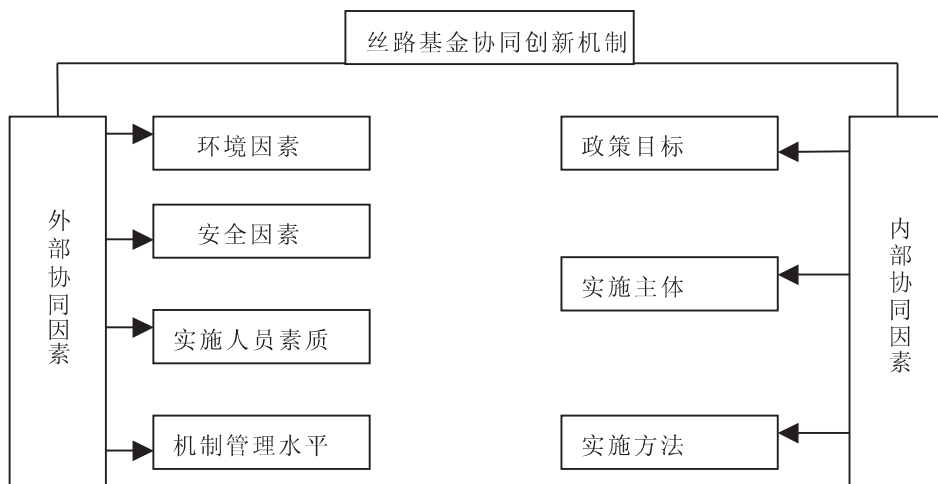 丝路基金协同创新机制
外部协同因素
环境因素
安全因素
实施人员素质
机制管理水平
政策目标
实施主体
实施方法
内部协同因素